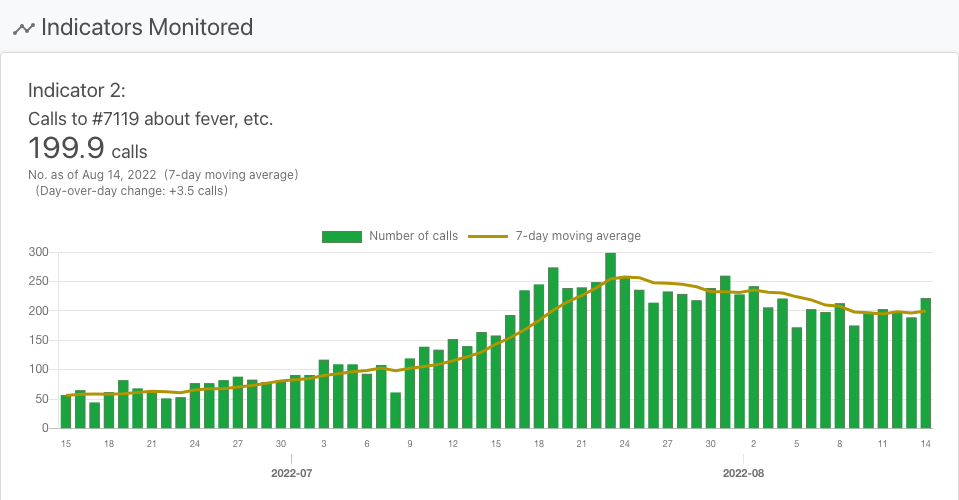 Indicators Monitored
Indicator 2:
Calls to #7119 about fever, etc.
199.9 calls
No. as of Aug 14, 2022 (7-day moving average)
(Day-over-day change: +3.5 calls)
Number of calls 7-day moving average
300
250
200
150
100
50
0
15 18 21 24 27 30 3 6 9 12 15 18 21 24 27 30 2 5 8 11 14
2022-07 2022-08